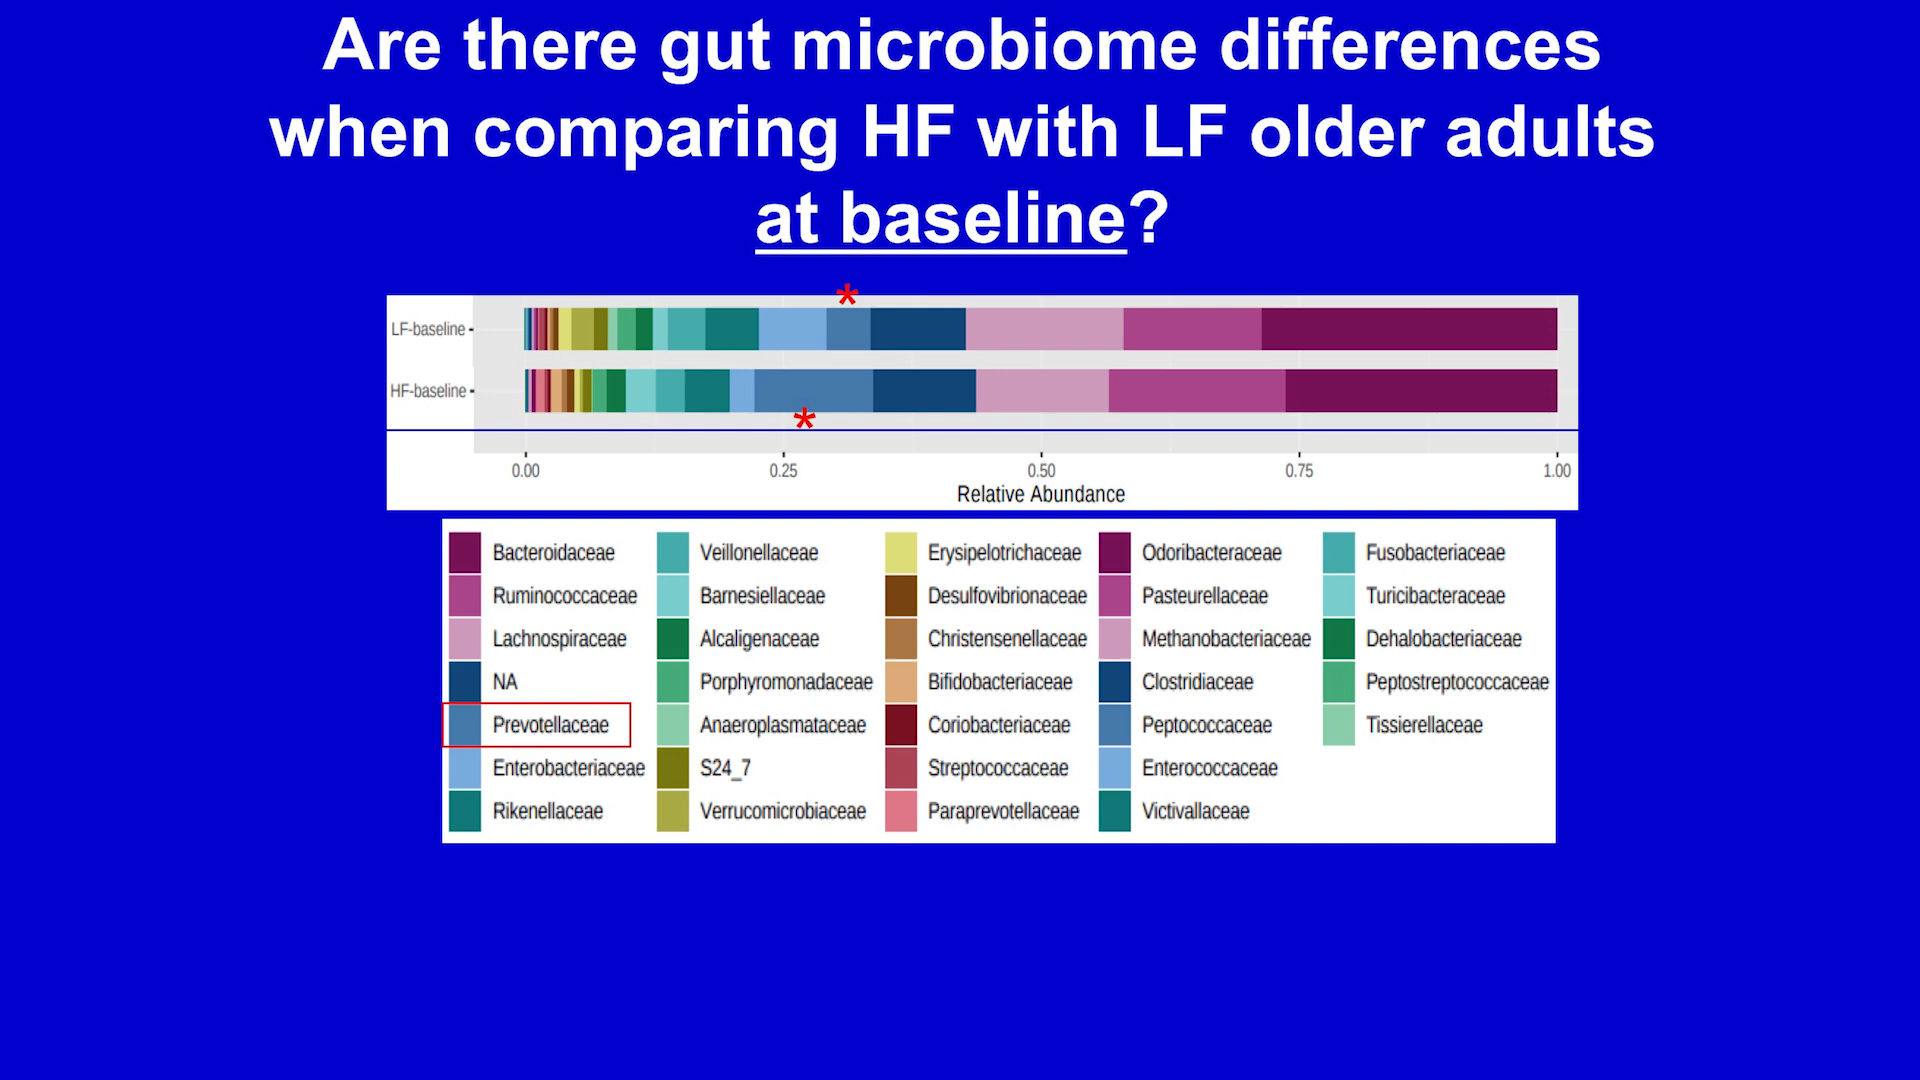 Are there gut microbiome differences
when comparing HF with LF older adults
at baseline?
*
LF-baseline
HF-baseline
*
0.00 0.25 0.50 0.75 1.00
Relative Abundance
Bacteroidaceae Veillonellaceae Erysipelotrichaceae Odoribacteraceae Fusobacteriaceae
Ruminococcaceae Barnesiellaceae Desulfovibrionaceae Pasteurellaceae Turicibacteraceae
Lachnospiraceae Alcaligenaceae Christensenellaceae Methanobacteriaceae Dehalobacteriaceae
NA Porphyromonadaceae Bifidobacteriaceae Clostridiaceae Peptostreptococcaceae
Prevotellaceae Anaeroplasmataceae Coriobacteriaceae Peptococcaceae Tissierellaceae
Enterobacteriaceae S24_7 Streptococcaceae Enterococcaceae
Rikenellaceae Verrucomicrobiaceae Paraprevotellaceae Victivallaceae